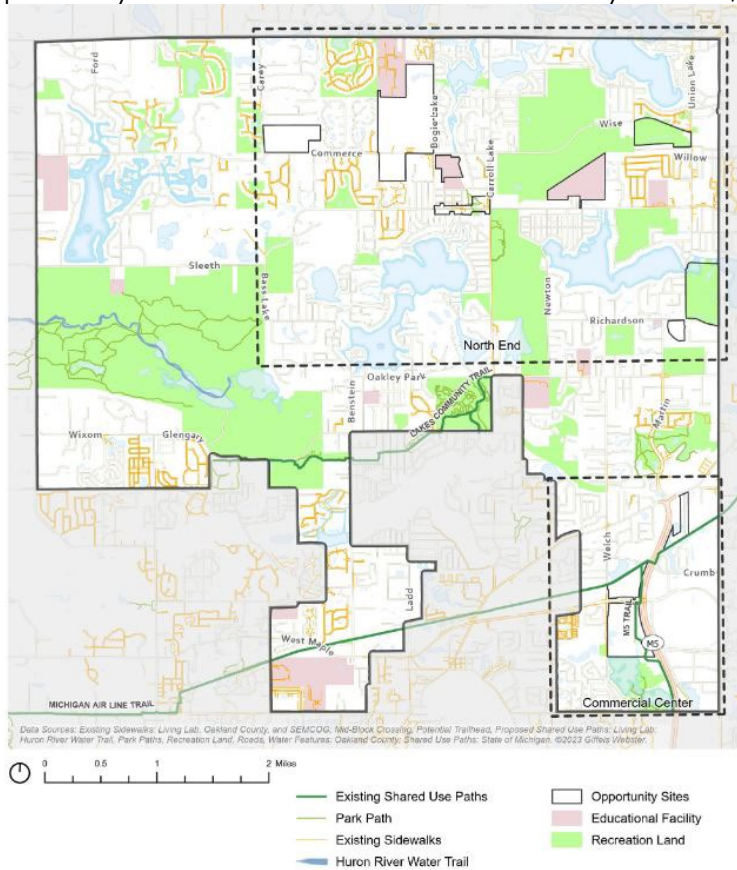 Ford
Carey
Bogie Lake
Union Lake
Wise
Commerce
Willow
Carroll Lake
Sleeth
Bass Lake
Newton
Richardson
North End
Oakley Park
Benstein
LAKES COMMUNITY TRAIL
Martin
Wixom
Glengary
Welch
Crumb
Ladd
M5 TRAIL
West Maple
M5
MICHIGAN AIR LINE TRAIL
Commercial Center
Data Sources: Existing Sidewalks: Living Lab, Oakland County, and SEMCOG; Mid-Block Crossing, Potential Trailhead, Proposed Shared Use Paths: Living Lab;
Huron River Water Trail, Park Paths, Recreation Land, Roads, Water Features: Oakland County; Shared Use Paths: State of Michigan. ©2023 Giffels Webster.
0 0.5 1 2 Miles
Existing Shared Use Paths
Park Path
Existing Sidewalks
Huron River Water Trail
Opportunity Sites
Educational Facility
Recreation Land